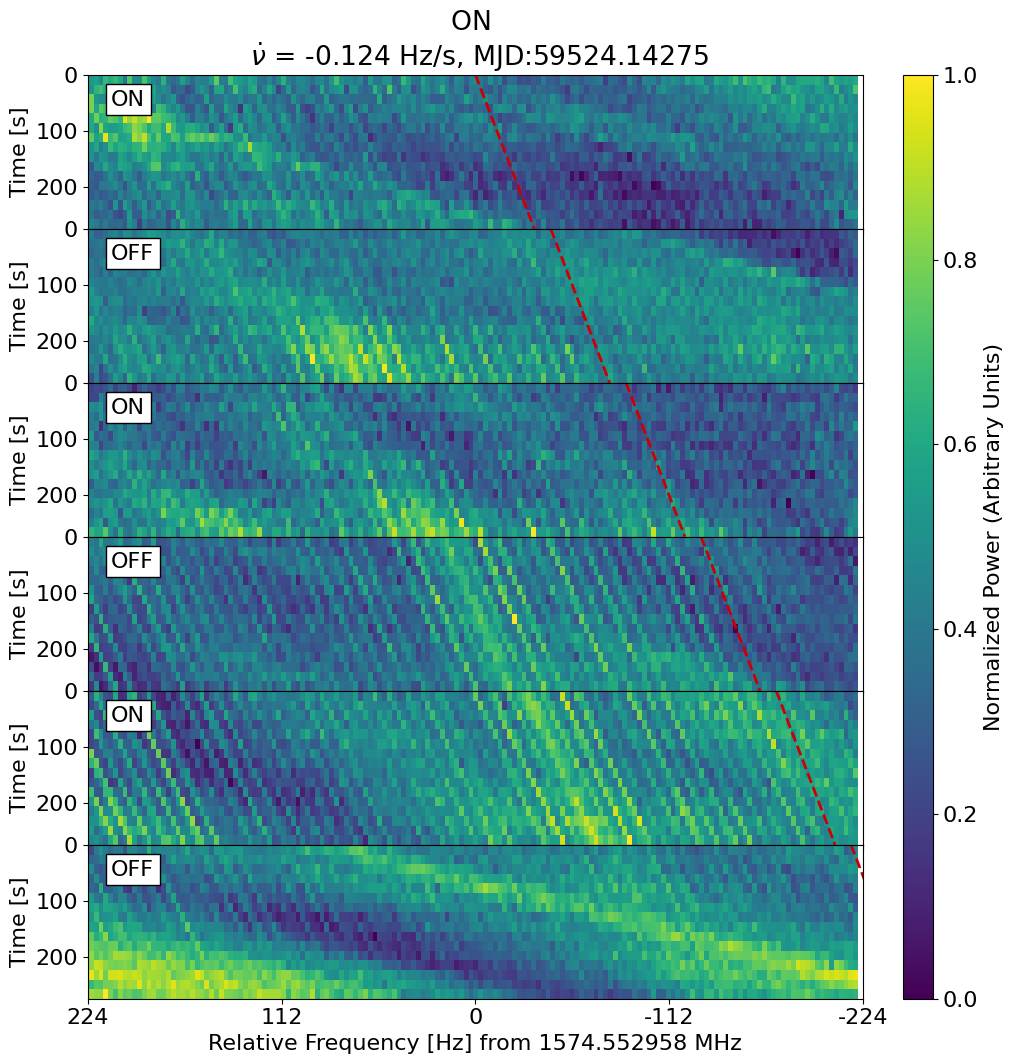 ON
ν̇ = -0.124 Hz/s, MJD:59524.14275
0
100
200
Time [s]
ON
0
100
200
Time [s]
OFF
0
100
200
Time [s]
ON
0
100
200
Time [s]
OFF
0
100
200
Time [s]
ON
0
100
200
Time [s]
OFF
224 112 0 -112 -224
Relative Frequency [Hz] from 1574.552958 MHz
1.0
0.8
0.6
0.4
0.2
0.0
Normalized Power (Arbitrary Units)